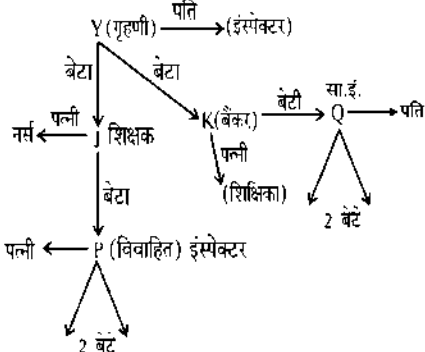 पति
Y (गृहणी) (इंस्पेक्टर)
बेटा बेटा
सा.इं.
बेटी
K(बैंकर) Q पति
पत्नी
नर्स J शिक्षक
पत्नी
(शिक्षिका)
बेटा
2 बेटे
पत्नी P (विवाहित) इंस्पेक्टर
2 बेटे